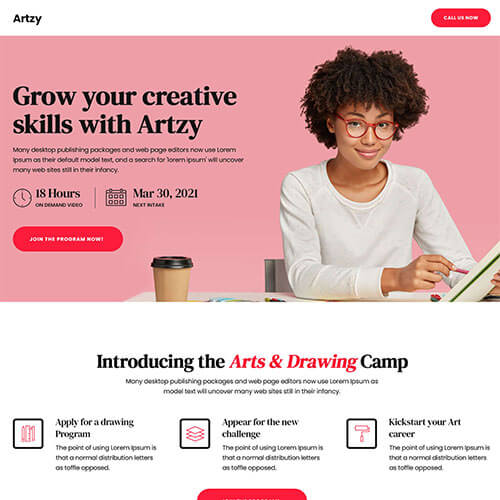 Artzy
CALL US NOW
Grow your creative
skills with Artzy
Many desktop publishing packages and web page editors now use Lorem
Ipsum as their default model text, and a search for 'lorem ipsum' will uncover
many web sites still in their infancy.
18 Hours
ON DEMAND VIDEO
Mar 30, 2021
NEXT INTAKE
JOIN THE PROGRAM NOW!
Introducing the Arts & Drawing Camp
Many desktop publishing packages and web page editors now use Lorem Ipsum as
model text will uncover many web sites still in their infancy.
Apply for a drawing
Program
The point of using Lorem Ipsum is
that a normal distribution letters
as toffle opposed.
Appear for the new
challenge
The point of using Lorem Ipsum is
that a normal distribution letters
as toffle opposed.
Kickstart your Art
career
The point of using Lorem Ipsum is
that a normal distribution letters
as toffle opposed.